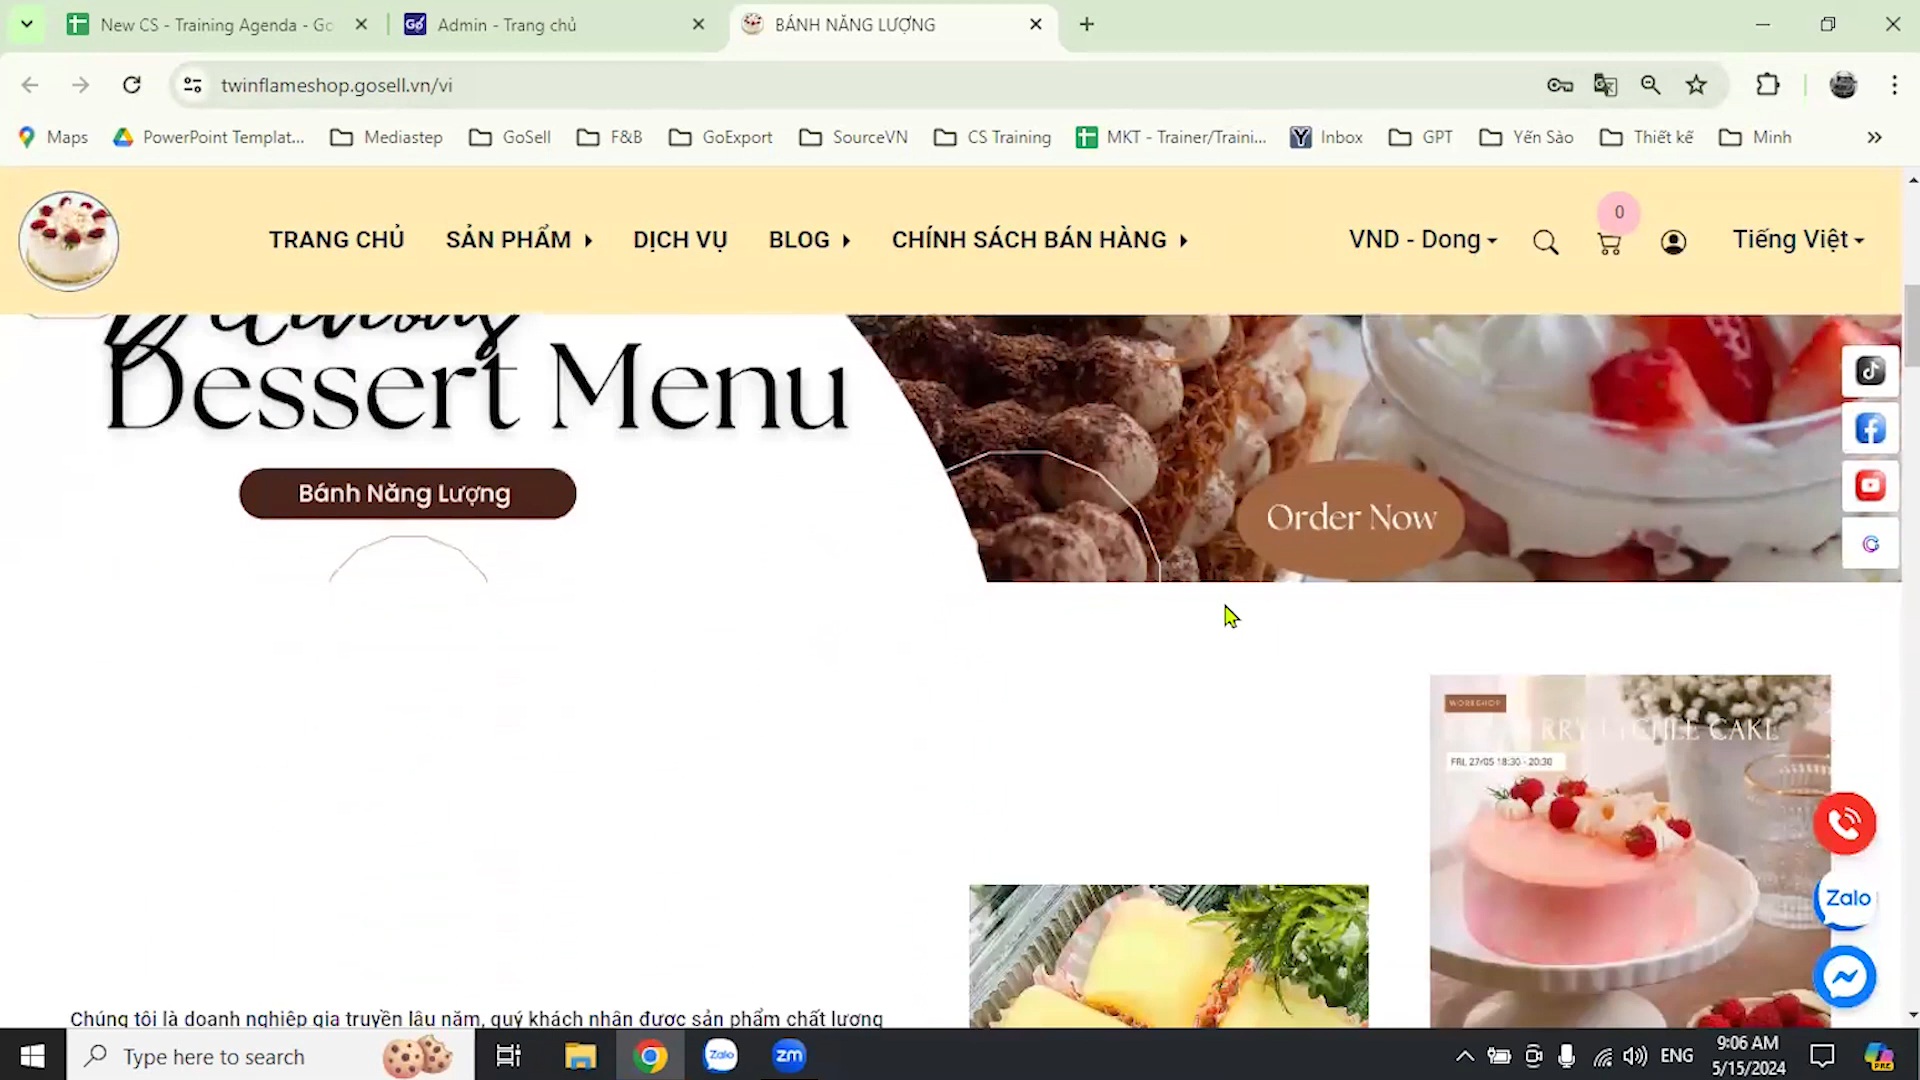 New CS - Training Agenda - Go
Admin - Trang chủ
BÁNH NĂNG LƯỢNG
twinflameshop.gosell.vn/vi
Maps
PowerPoint Templat...
Mediastep
GoSell
F&B
GoExport
SourceVN
CS Training
MKT - Trainer/Traini...
Inbox
GPT
Yến Sào
Thiết kế
Minh
TRANG CHỦ
SẢN PHẨM
DỊCH VỤ
BLOG
CHÍNH SÁCH BÁN HÀNG
VND - Dong
0
Tiếng Việt
Dessert Menu
Bánh Năng Lượng
Order Now
WORKSHOP
CAKE
FRI, 27/05 18:30 - 20:30
Zalo
Chúng tôi là doanh nghiệp gia truyền lâu năm, quý khách nhận được sản phẩm chất lượng
Type here to search
Zalo
zm
ENG
9:06 AM
5/15/2024
PRE